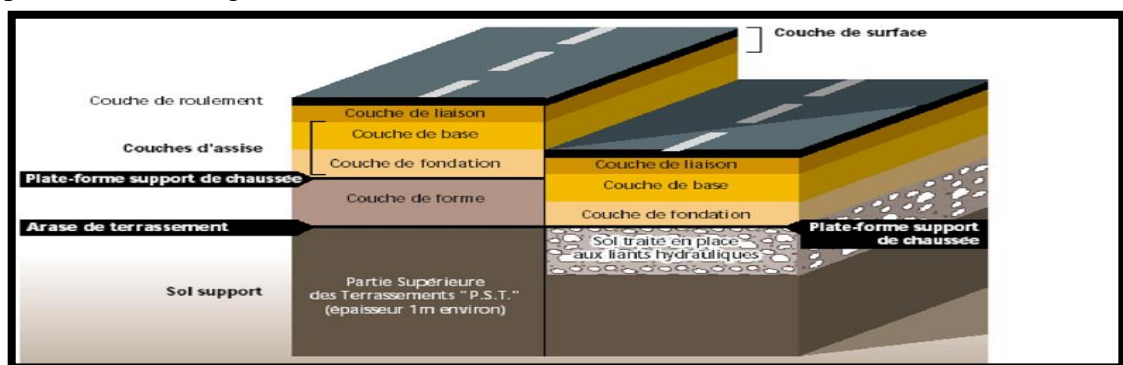 Couche de surface
Couche de roulement
Couche de liaison
Couche de base
Couches d'assise
Couche de fondation
Plate-forme support de chaussée
Couche de forme
Arase de terrassement
Sol support
Partie Supérieure
des Terrassements "P.S.T."
(épaisseur 1m environ)
Couche de liaison
Couche de base
Couche de fondation
Plate-forme support
de chaussée
Sol traité en place
aux liants hydrauliques